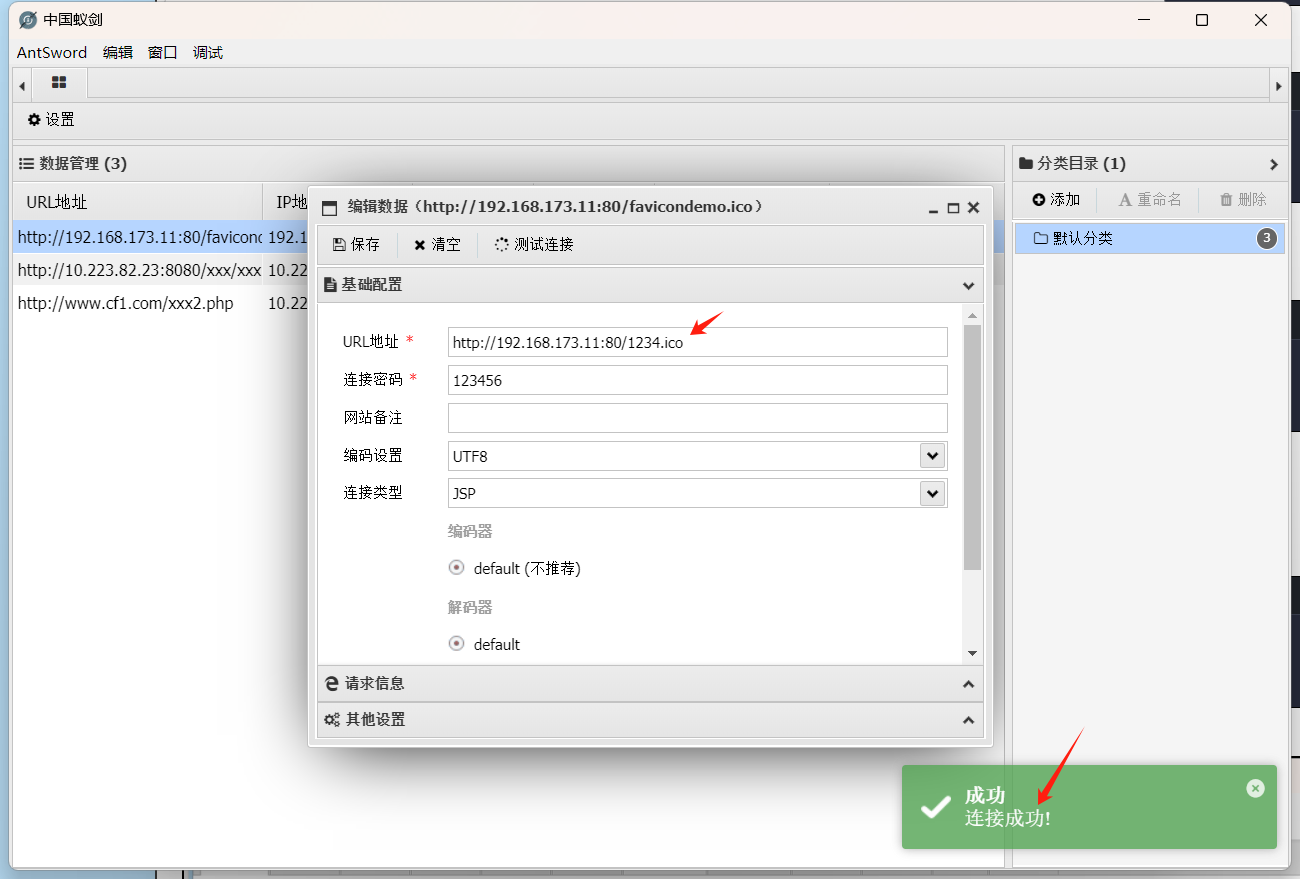 中国蚁剑
AntSword 编辑 窗口 调试
设置
数据管理 (3)
URL地址 IP地
http://192.168.173.11:80/favicon 192.1
http://10.223.82.23:8080/xxx/xxx 10.22
http://www.cf1.com/xxx2.php 10.22
编辑数据（http://192.168.173.11:80/favicondemo.ico）
保存 清空 测试连接
基础配置
URL地址 * http://192.168.173.11:80/1234.ico
连接密码 * 123456
网站备注
编码设置 UTF8
连接类型 JSP
编码器
default (不推荐)
解码器
default
请求信息
其他设置
分类目录 (1)
添加 A 重命名 删除
默认分类 3
成功
连接成功!